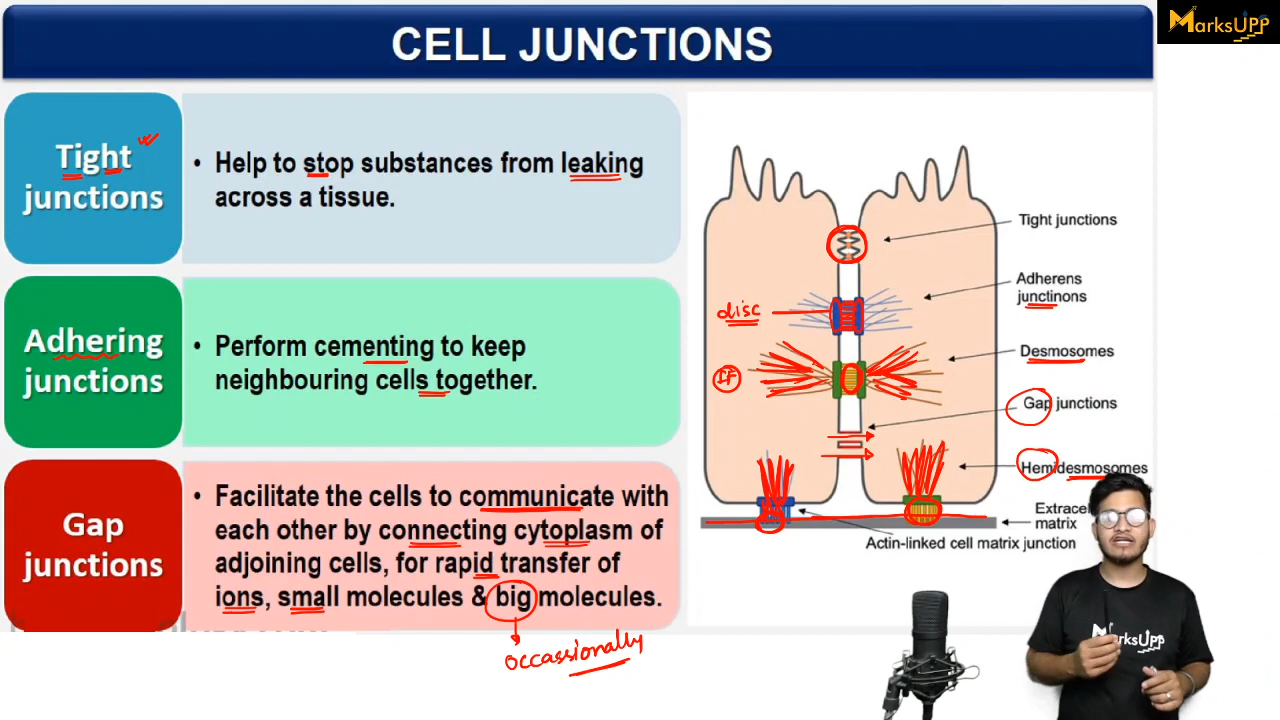 CELL JUNCTIONS
MarksUPP
Tight
junctions
• Help to stop substances from leaking
across a tissue.
Adhering
junctions
• Perform cementing to keep
neighbouring cells together.
Gap
junctions
• Facilitate the cells to communicate with
each other by connecting cytoplasm of
adjoining cells, for rapid transfer of
ions, small molecules & big molecules.
occassionally
Tight junctions
Adherens
junctinons
disc
Desmosomes
IF
Gap junctions
Hemidesmosomes
Extracel
matrix
Actin-linked cell matrix junction
MarksUPP